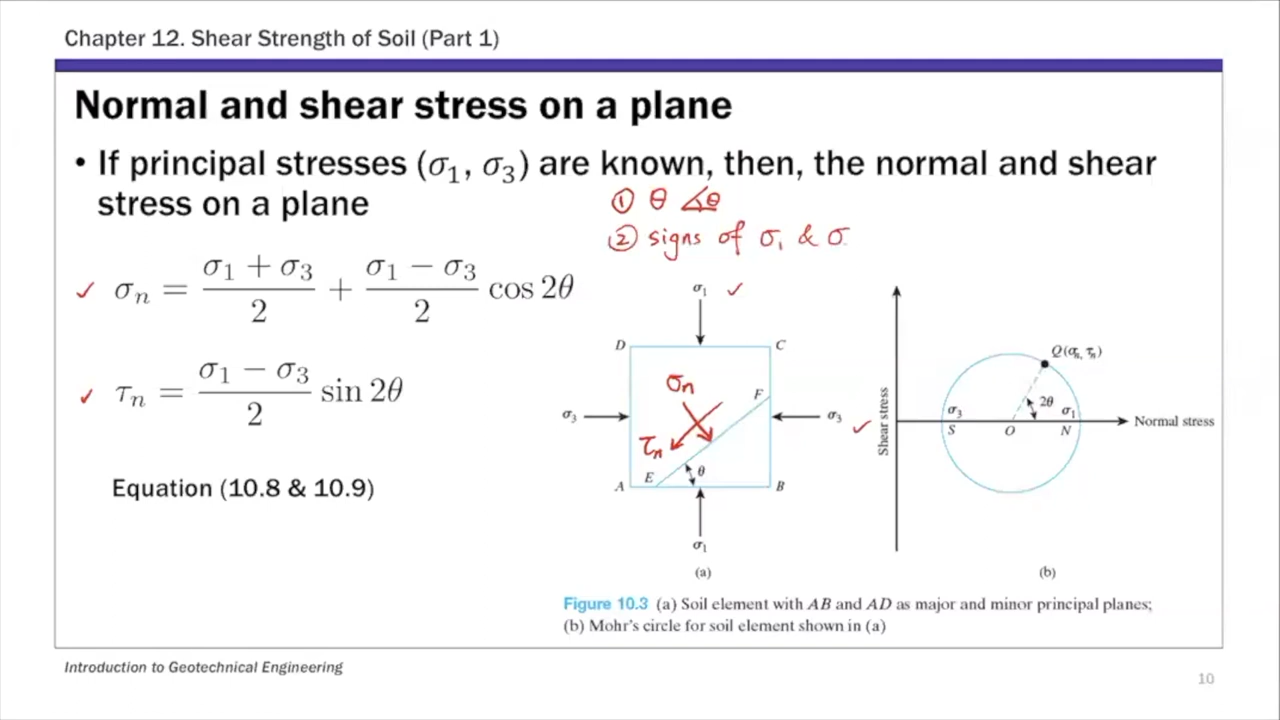 Chapter 12. Shear Strength of Soil (Part 1)
Normal and shear stress on a plane
• If principal stresses (σ₁, σ₃) are known, then, the normal and shear
stress on a plane
① θ ∡θ
② signs of σ₁ & σ
✓ σₙ = (σ₁ + σ₃)/2 + (σ₁ − σ₃)/2 cos 2θ
✓ τₙ = (σ₁ − σ₃)/2 sin 2θ
Equation (10.8 & 10.9)
σ₁ ✓
D C
σₙ
F
σ₃ σ₃ ✓
τₙ
E θ
A B
σ₁
(a)
Shear stress
Q(σₙ, τₙ)
2θ
σ₃ σ₁
S O N
Normal stress
(b)
Figure 10.3 (a) Soil element with AB and AD as major and minor principal planes;
(b) Mohr's circle for soil element shown in (a)
Introduction to Geotechnical Engineering
10